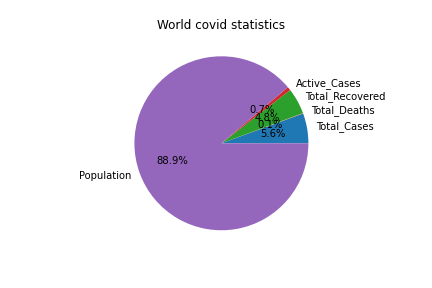 World covid statistics
Active_Cases
Total_Recovered
Total_Deaths
Total_Cases
0.7%
4.8%
0.1%
5.6%
88.9%
Population